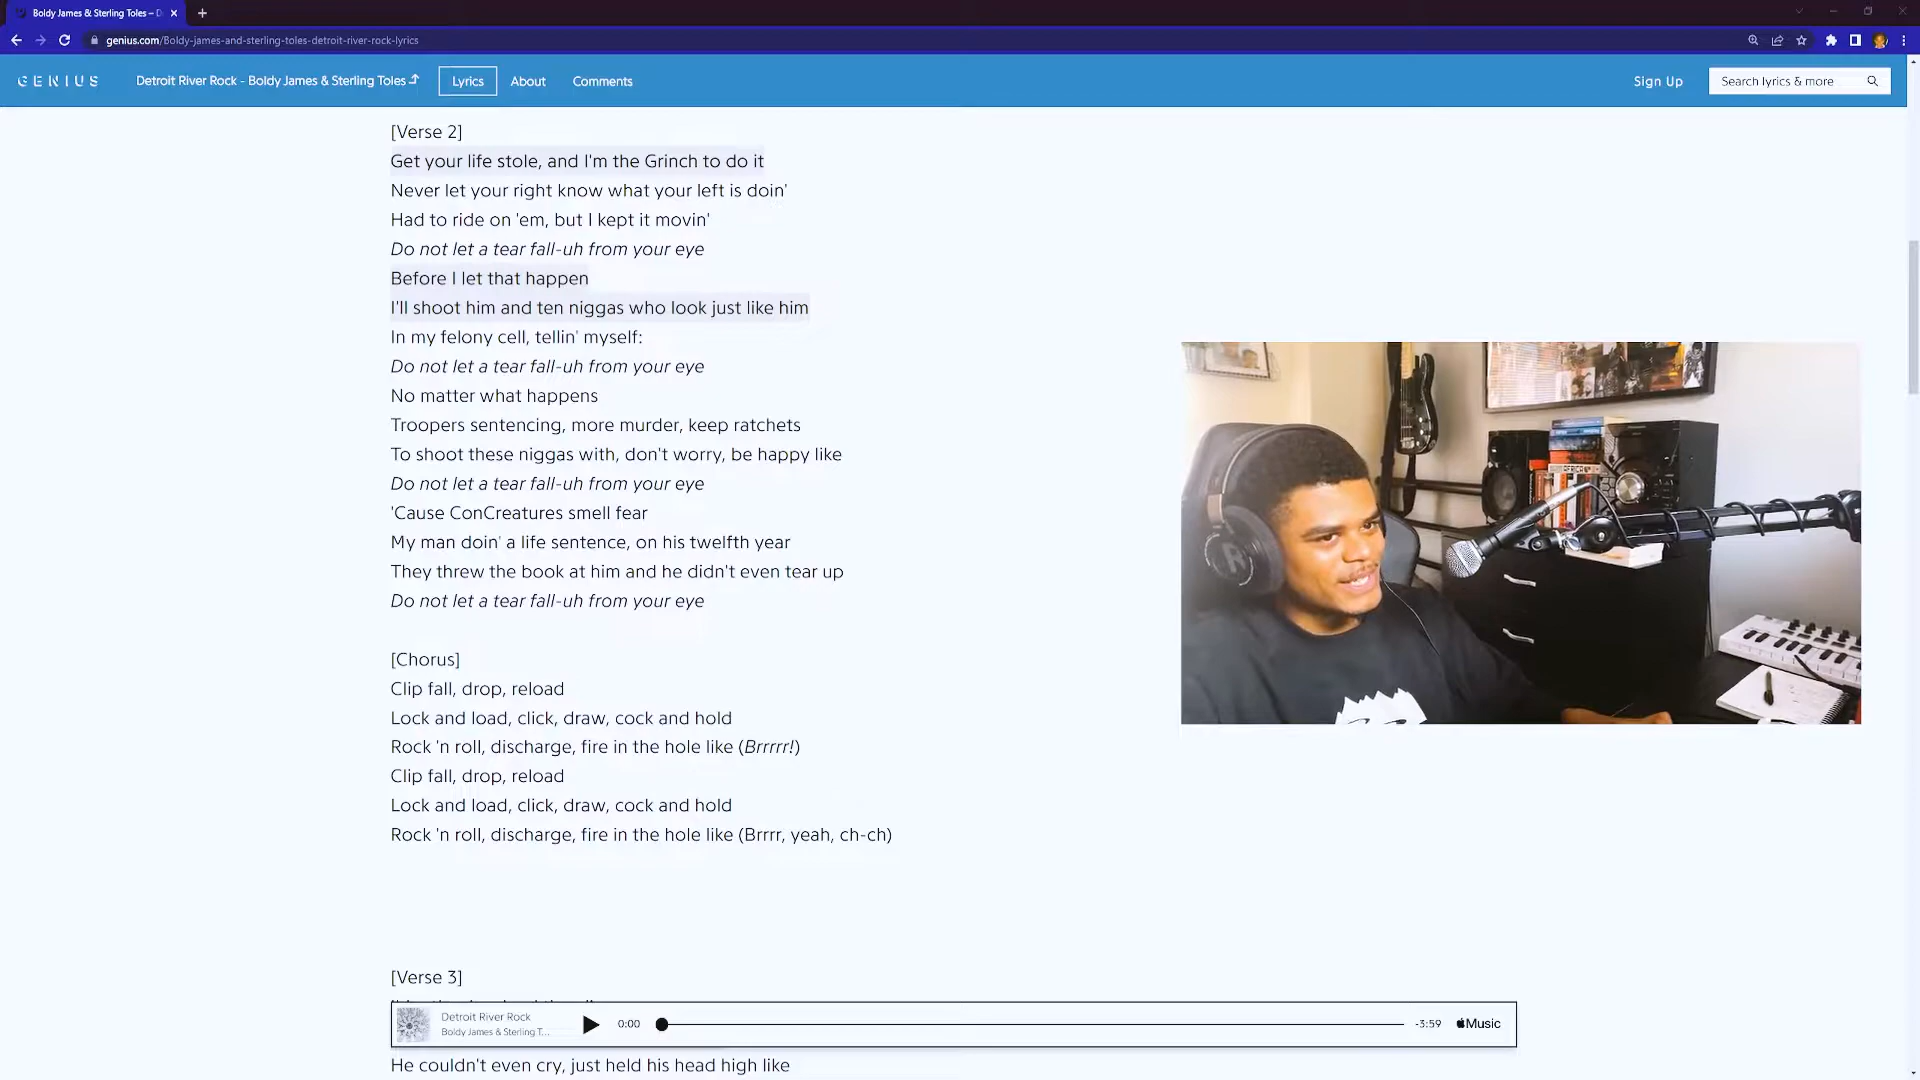 Boldy James & Sterling Toles – D
genius.com/Boldy-james-and-sterling-toles-detroit-river-rock-lyrics
GENIUS
Detroit River Rock - Boldy James & Sterling Toles
Lyrics
About
Comments
Sign Up
Search lyrics & more
[Verse 2]
Get your life stole, and I'm the Grinch to do it
Never let your right know what your left is doin'
Had to ride on 'em, but I kept it movin'
Do not let a tear fall-uh from your eye
Before I let that happen
I'll shoot him and ten niggas who look just like him
In my felony cell, tellin' myself:
Do not let a tear fall-uh from your eye
No matter what happens
Troopers sentencing, more murder, keep ratchets
To shoot these niggas with, don't worry, be happy like
Do not let a tear fall-uh from your eye
'Cause ConCreatures smell fear
My man doin' a life sentence, on his twelfth year
They threw the book at him and he didn't even tear up
Do not let a tear fall-uh from your eye
[Chorus]
Clip fall, drop, reload
Lock and load, click, draw, cock and hold
Rock 'n roll, discharge, fire in the hole like (Brrrrr!)
Clip fall, drop, reload
Lock and load, click, draw, cock and hold
Rock 'n roll, discharge, fire in the hole like (Brrrr, yeah, ch-ch)
[Verse 3]
Detroit River Rock
Boldy James & Sterling T...
0:00
-3:59
Music
He couldn't even cry, just held his head high like
AFRICA